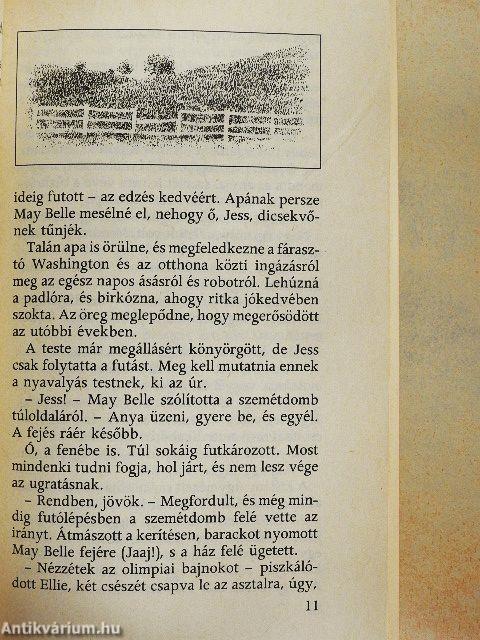 ideig futott – az edzés kedvéért. Apának persze
May Belle mesélné el, nehogy ő, Jess, dicsekvő-
nek tűnjék.
Talán apa is örülne, és megfeledkezne a fárasz-
tó Washington és az otthona közti ingázásról
meg az egész napos ásásról és robotról. Lehúzná
a padlóra, és birkózna, ahogy ritka jókedvében
szokta. Az öreg meglepődne, hogy megerősödött
az utóbbi években.
A teste már megállásért könyörgött, de Jess
csak folytatta a futást. Meg kell mutatnia ennek
a nyavalyás testnek, ki az úr.
– Jess! – May Belle szólította a szemétdomb
túloldaláról. – Anya üzeni, gyere be, és egyél.
A fejés ráér később.
Ó, a fenébe is. Túl sokáig futkározott. Most
mindenki tudni fogja, hol járt, és nem lesz vége
az ugratásnak.
– Rendben, jövök. – Megfordult, és még min-
dig futólépésben a szemétdomb felé vette az
irányt. Átmászott a kerítésen, barackot nyomott
May Belle fejére (Jaaj!), s a ház felé ügetett.
– Nézzétek az olimpiai bajnokot – piszkáló-
dott Ellie, két csészét csapva le az asztalra, úgy,
11
Antikvárium.hu